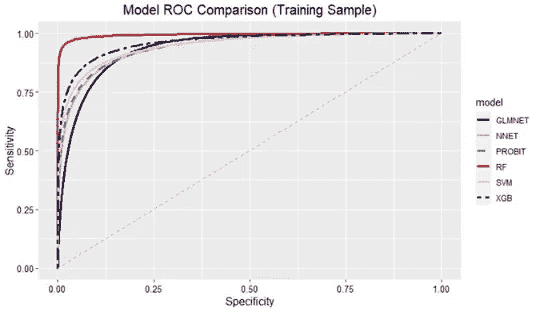 Model ROC Comparison (Training Sample)
1.00
0.75
0.50
0.25
0.00
Sensitivity
0.00 0.25 0.50 0.75 1.00
Specificity
model
GLMNET
NNET
PROBIT
RF
SVM
XGB